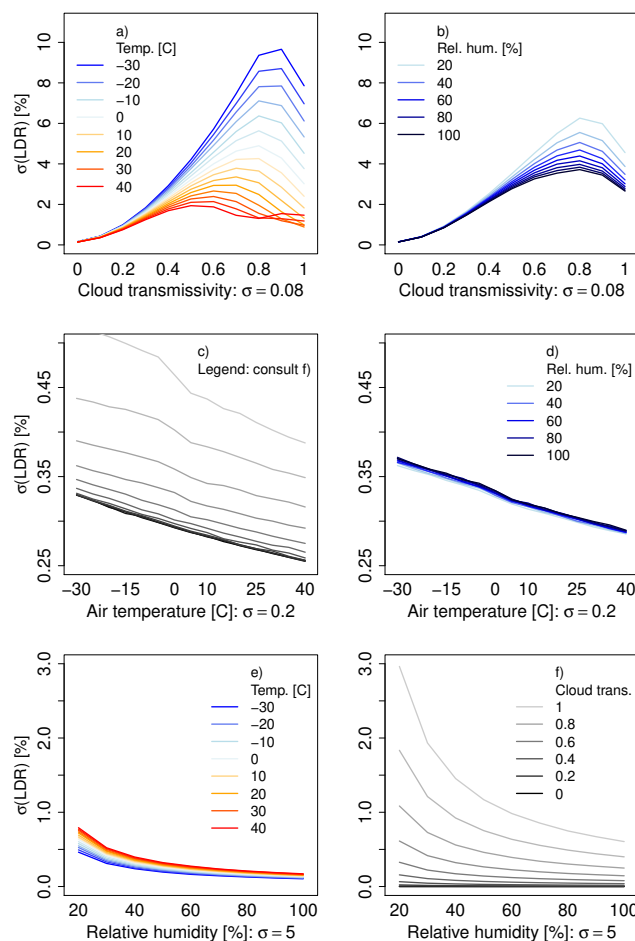 a)
Temp. [C]
−30
−20
−10
0
10
20
30
40
σ(LDR) [%]
0 2 4 6 8 10
0 0.2 0.4 0.6 0.8 1
Cloud transmissivity: σ = 0.08
b)
Rel. hum. [%]
20
40
60
80
100
0 2 4 6 8 10
0 0.2 0.4 0.6 0.8 1
Cloud transmissivity: σ = 0.08
c)
Legend: consult f)
σ(LDR) [%]
0.25 0.35 0.45
−30 −15 0 10 25 40
Air temperature [C]: σ = 0.2
d)
Rel. hum. [%]
20
40
60
80
100
σ(LDR) [%]
0.25 0.35 0.45
−30 −15 0 10 25 40
Air temperature [C]: σ = 0.2
e)
Temp. [C]
−30
−20
−10
0
10
20
30
40
σ(LDR) [%]
0.0 1.0 2.0 3.0
20 40 60 80 100
Relative humidity [%]: σ = 5
f)
Cloud trans.
1
0.8
0.6
0.4
0.2
0
σ(LDR) [%]
0.0 1.0 2.0 3.0
20 40 60 80 100
Relative humidity [%]: σ = 5